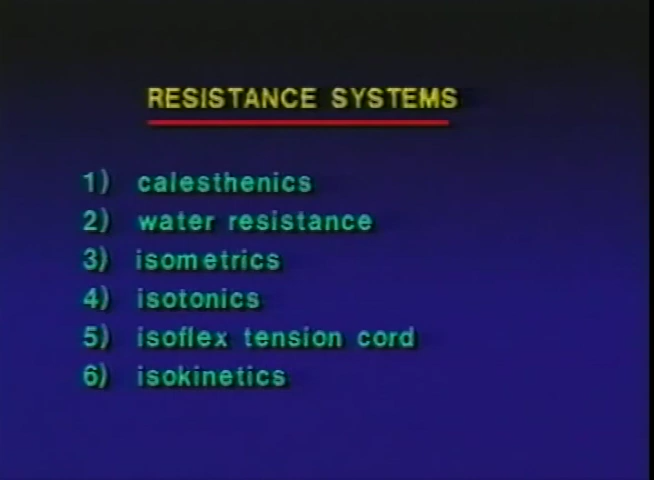 RESISTANCE SYSTEMS
1) calesthenics
2) water resistance
3) isometrics
4) isotonics
5) isoflex tension cord
6) isokinetics